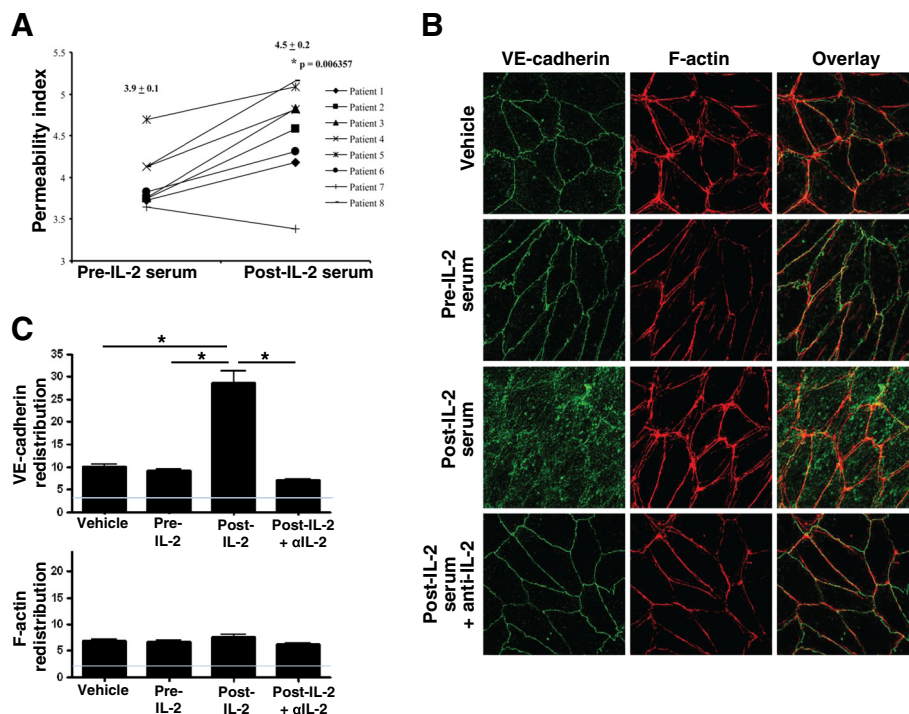 A
3.9 ± 0.1
4.5 ± 0.2
* p = 0.006357
Permeability index
5.5
5
4.5
4
3.5
3
Pre-IL-2 serum
Post-IL-2 serum
Patient 1
Patient 2
Patient 3
Patient 4
Patient 5
Patient 6
Patient 7
Patient 8
B
VE-cadherin
F-actin
Overlay
Vehicle
Pre-IL-2
serum
Post-IL-2
serum
Post-IL-2
serum
+ anti-IL-2
C
* * *
VE-cadherin
redistribution
35
30
25
20
15
10
5
0
Vehicle
Pre-
IL-2
Post-
IL-2
Post-IL-2
+ αIL-2
F-actin
redistribution
20
15
10
5
0
Vehicle
Pre-
IL-2
Post-
IL-2
Post-IL-2
+ αIL-2